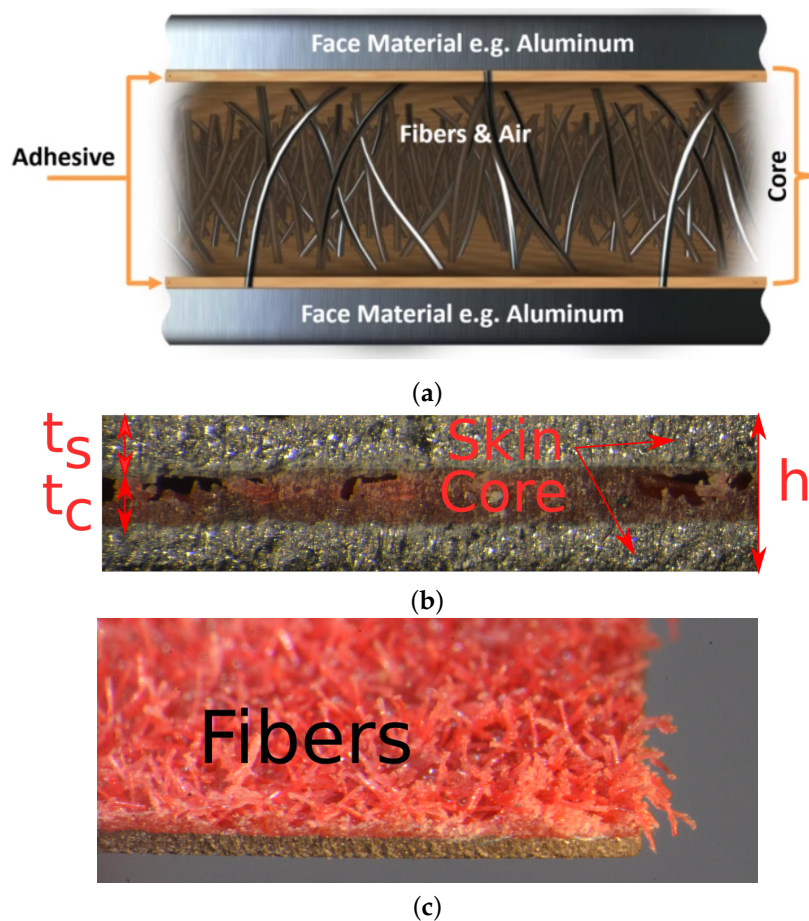 Face Material e.g. Aluminum
Adhesive
Fibers & Air
Core
Face Material e.g. Aluminum
(a)
tS
Skin
tC
Core
h
(b)
Fibers
(c)